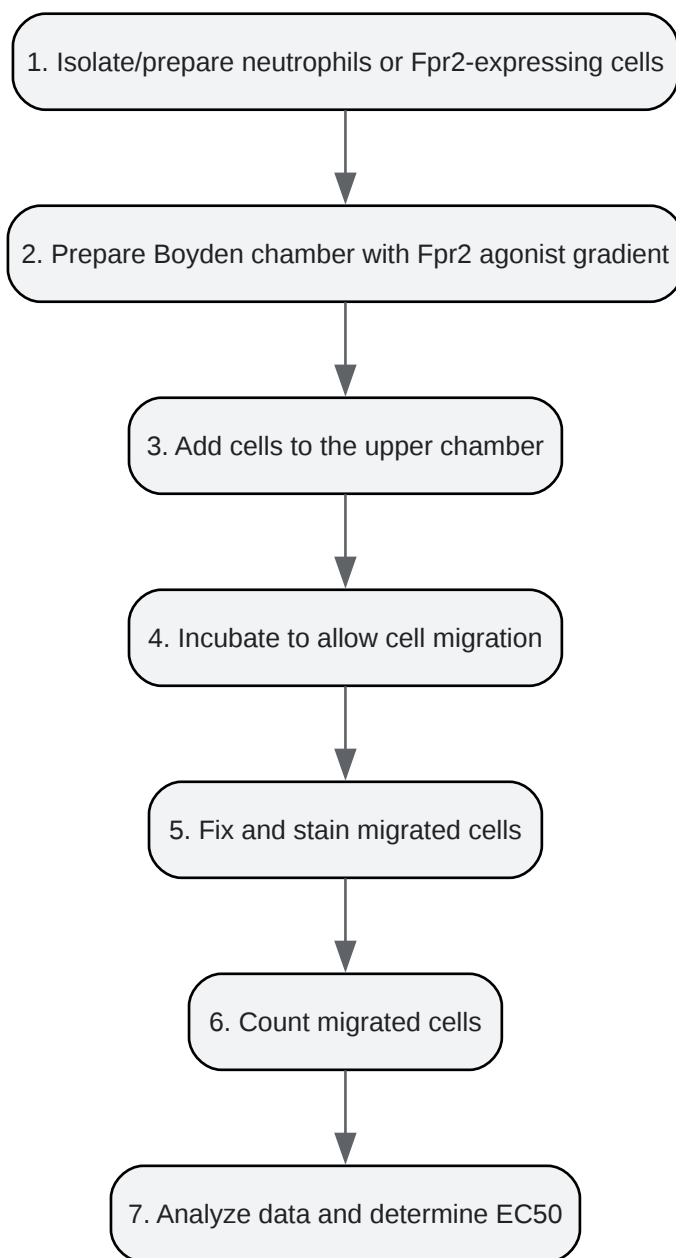 1. Isolate/prepare neutrophils or Fpr2-expressing cells
2. Prepare Boyden chamber with Fpr2 agonist gradient
3. Add cells to the upper chamber
4. Incubate to allow cell migration
5. Fix and stain migrated cells
6. Count migrated cells
7. Analyze data and determine EC50